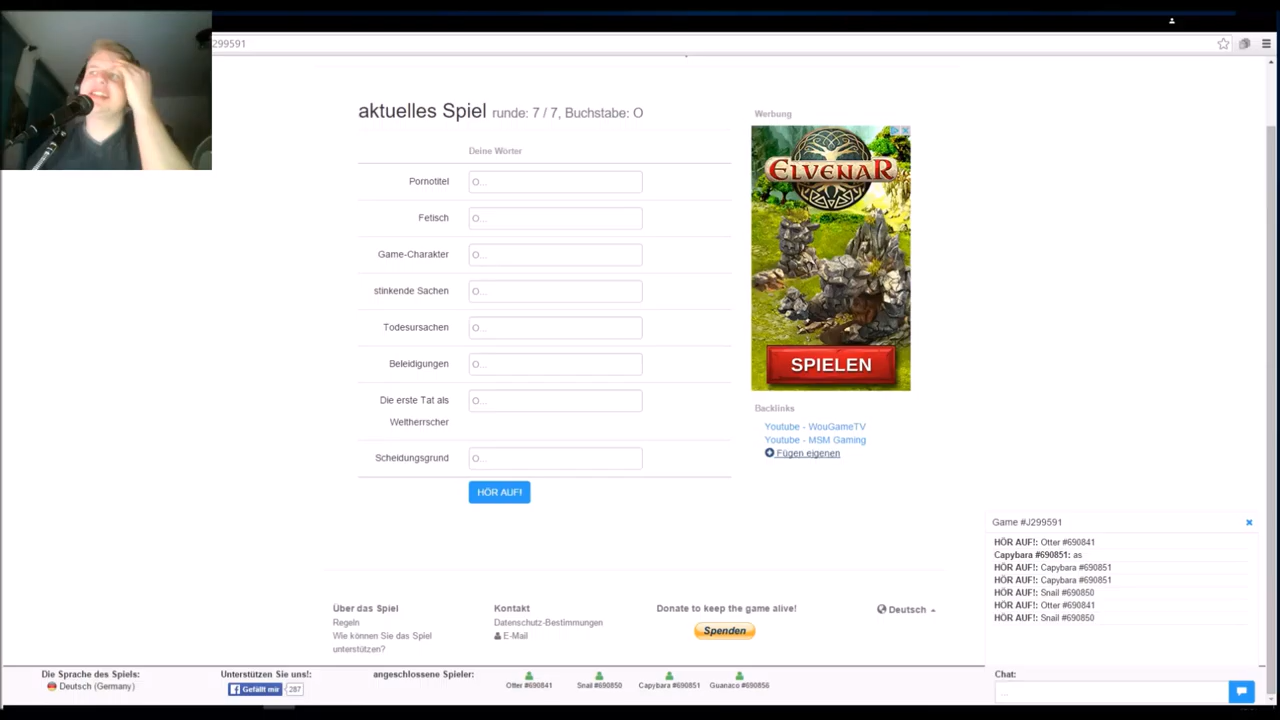 299591
aktuelles Spiel runde: 7 / 7, Buchstabe: O
Deine Wörter
Pornotitel O...
Fetisch O...
Game-Charakter O...
stinkende Sachen O...
Todesursachen O...
Beleidigungen O...
Die erste Tat als O...
Weltherrscher
Scheidungsgrund O...
HÖR AUF!
Werbung
ELVENAR
SPIELEN
Backlinks
Youtube - WouGameTV
Youtube - MSM Gaming
Fügen eigenen
Game #J299591
HÖR AUF!: Otter #690841
Capybara #690851: as
HÖR AUF!: Capybara #690851
HÖR AUF!: Capybara #690851
HÖR AUF!: Snail #690850
HÖR AUF!: Otter #690841
HÖR AUF!: Snail #690850
Über das Spiel
Regeln
Wie können Sie das Spiel
unterstützen?
Kontakt
Datenschutz-Bestimmungen
E-Mail
Donate to keep the game alive!
Spenden
Deutsch
Die Sprache des Spiels:
Deutsch (Germany)
Unterstützen Sie uns!:
Gefällt mir 287
angeschlossene Spieler:
Otter #690841
Snail #690850
Capybara #690851
Guanaco #690856
Chat:
...